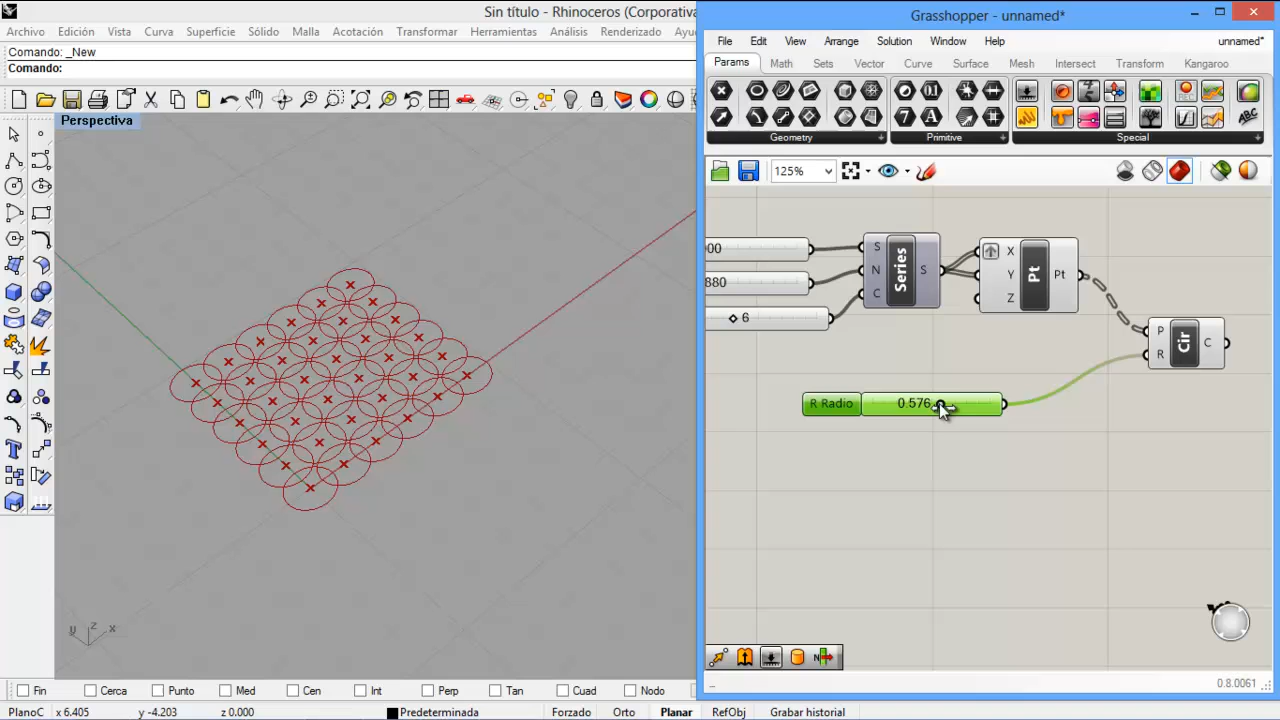 Sin título - Rhinoceros (Corporativa
Archivo Edición Vista Curva Superficie Sólido Malla Acotación Transformar Herramientas Análisis Renderizado
Comando: _New
Comando:
Perspectiva
y z x
Fin Cerca Punto Med Cen Int Perp Tan Cuad Nodo
PlanoC x 6.405 y -4.203 z 0.000 Predeterminada Forzado Orto Planar RefObj Grabar historial
Grasshopper - unnamed*
File Edit View Arrange Solution Window Help unnamed*
Params Math Sets Vector Curve Surface Mesh Intersect Transform Kangaroo
Geometry Primitive Special
125%
00
880
6
S N C Series S
X Y Z Pt Pt
P R Cir C
R Radio 0.576
0.8.0061